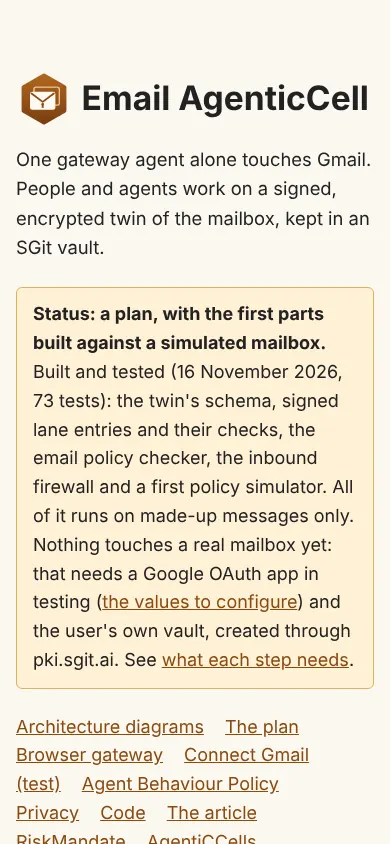 Email AgenticCell
One gateway agent alone touches Gmail.
People and agents work on a signed,
encrypted twin of the mailbox, kept in an
SGit vault.
Status: a plan, with the first parts
built against a simulated mailbox.
Built and tested (16 November 2026,
73 tests): the twin's schema, signed
lane entries and their checks, the
email policy checker, the inbound
firewall and a first policy simulator. All
of it runs on made-up messages only.
Nothing touches a real mailbox yet:
that needs a Google OAuth app in
testing (the values to configure) and
the user's own vault, created through
pki.sgit.ai. See what each step needs.
Architecture diagrams The plan
Browser gateway Connect Gmail
(test) Agent Behaviour Policy
Privacy Code The article
RiskMandate AgentiCCells